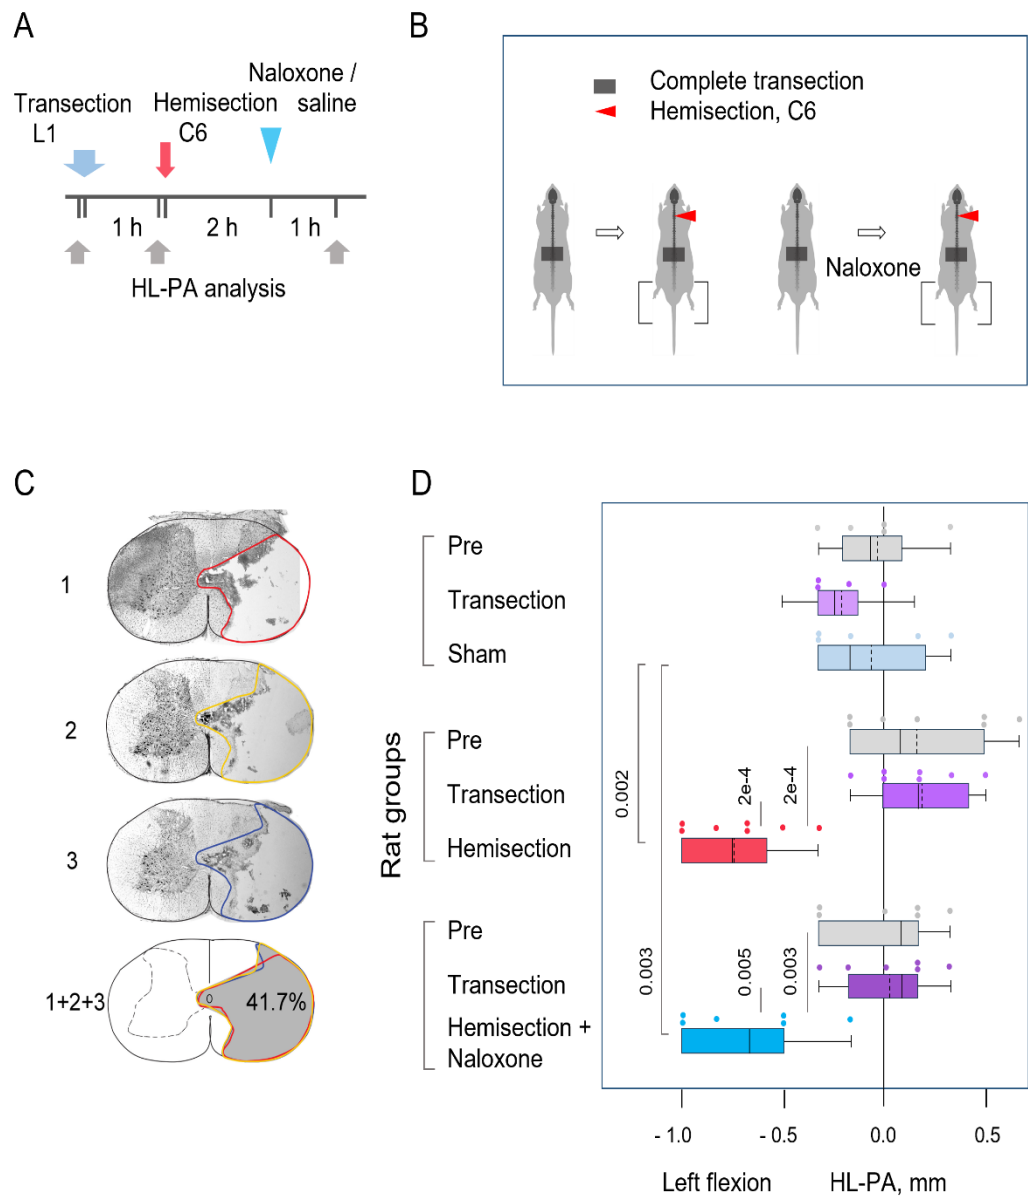 A
Naloxone /
Transection Hemisection saline
L1 C6
1 h 2 h 1 h
HL-PA analysis
B
Complete transection
Hemisection, C6
Naloxone
C
1
2
3
1+2+3 41.7%
D
Rat groups
Pre
Transection
Sham
Pre
Transection
Hemisection
Pre
Transection
Hemisection +
Naloxone
0.002
2e-4
2e-4
0.003
0.005
0.003
- 1.0 - 0.5 0.0 0.5
Left flexion HL-PA, mm